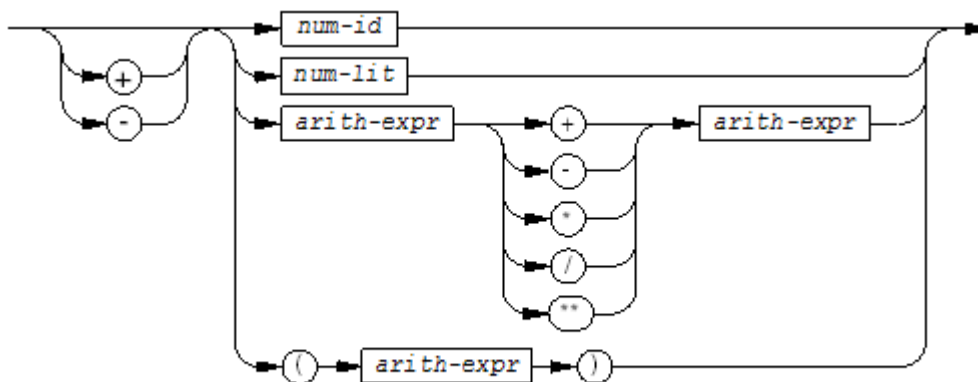 num-id
+
num-lit
-
arith-expr + arith-expr
-
*
/
**
( arith-expr )